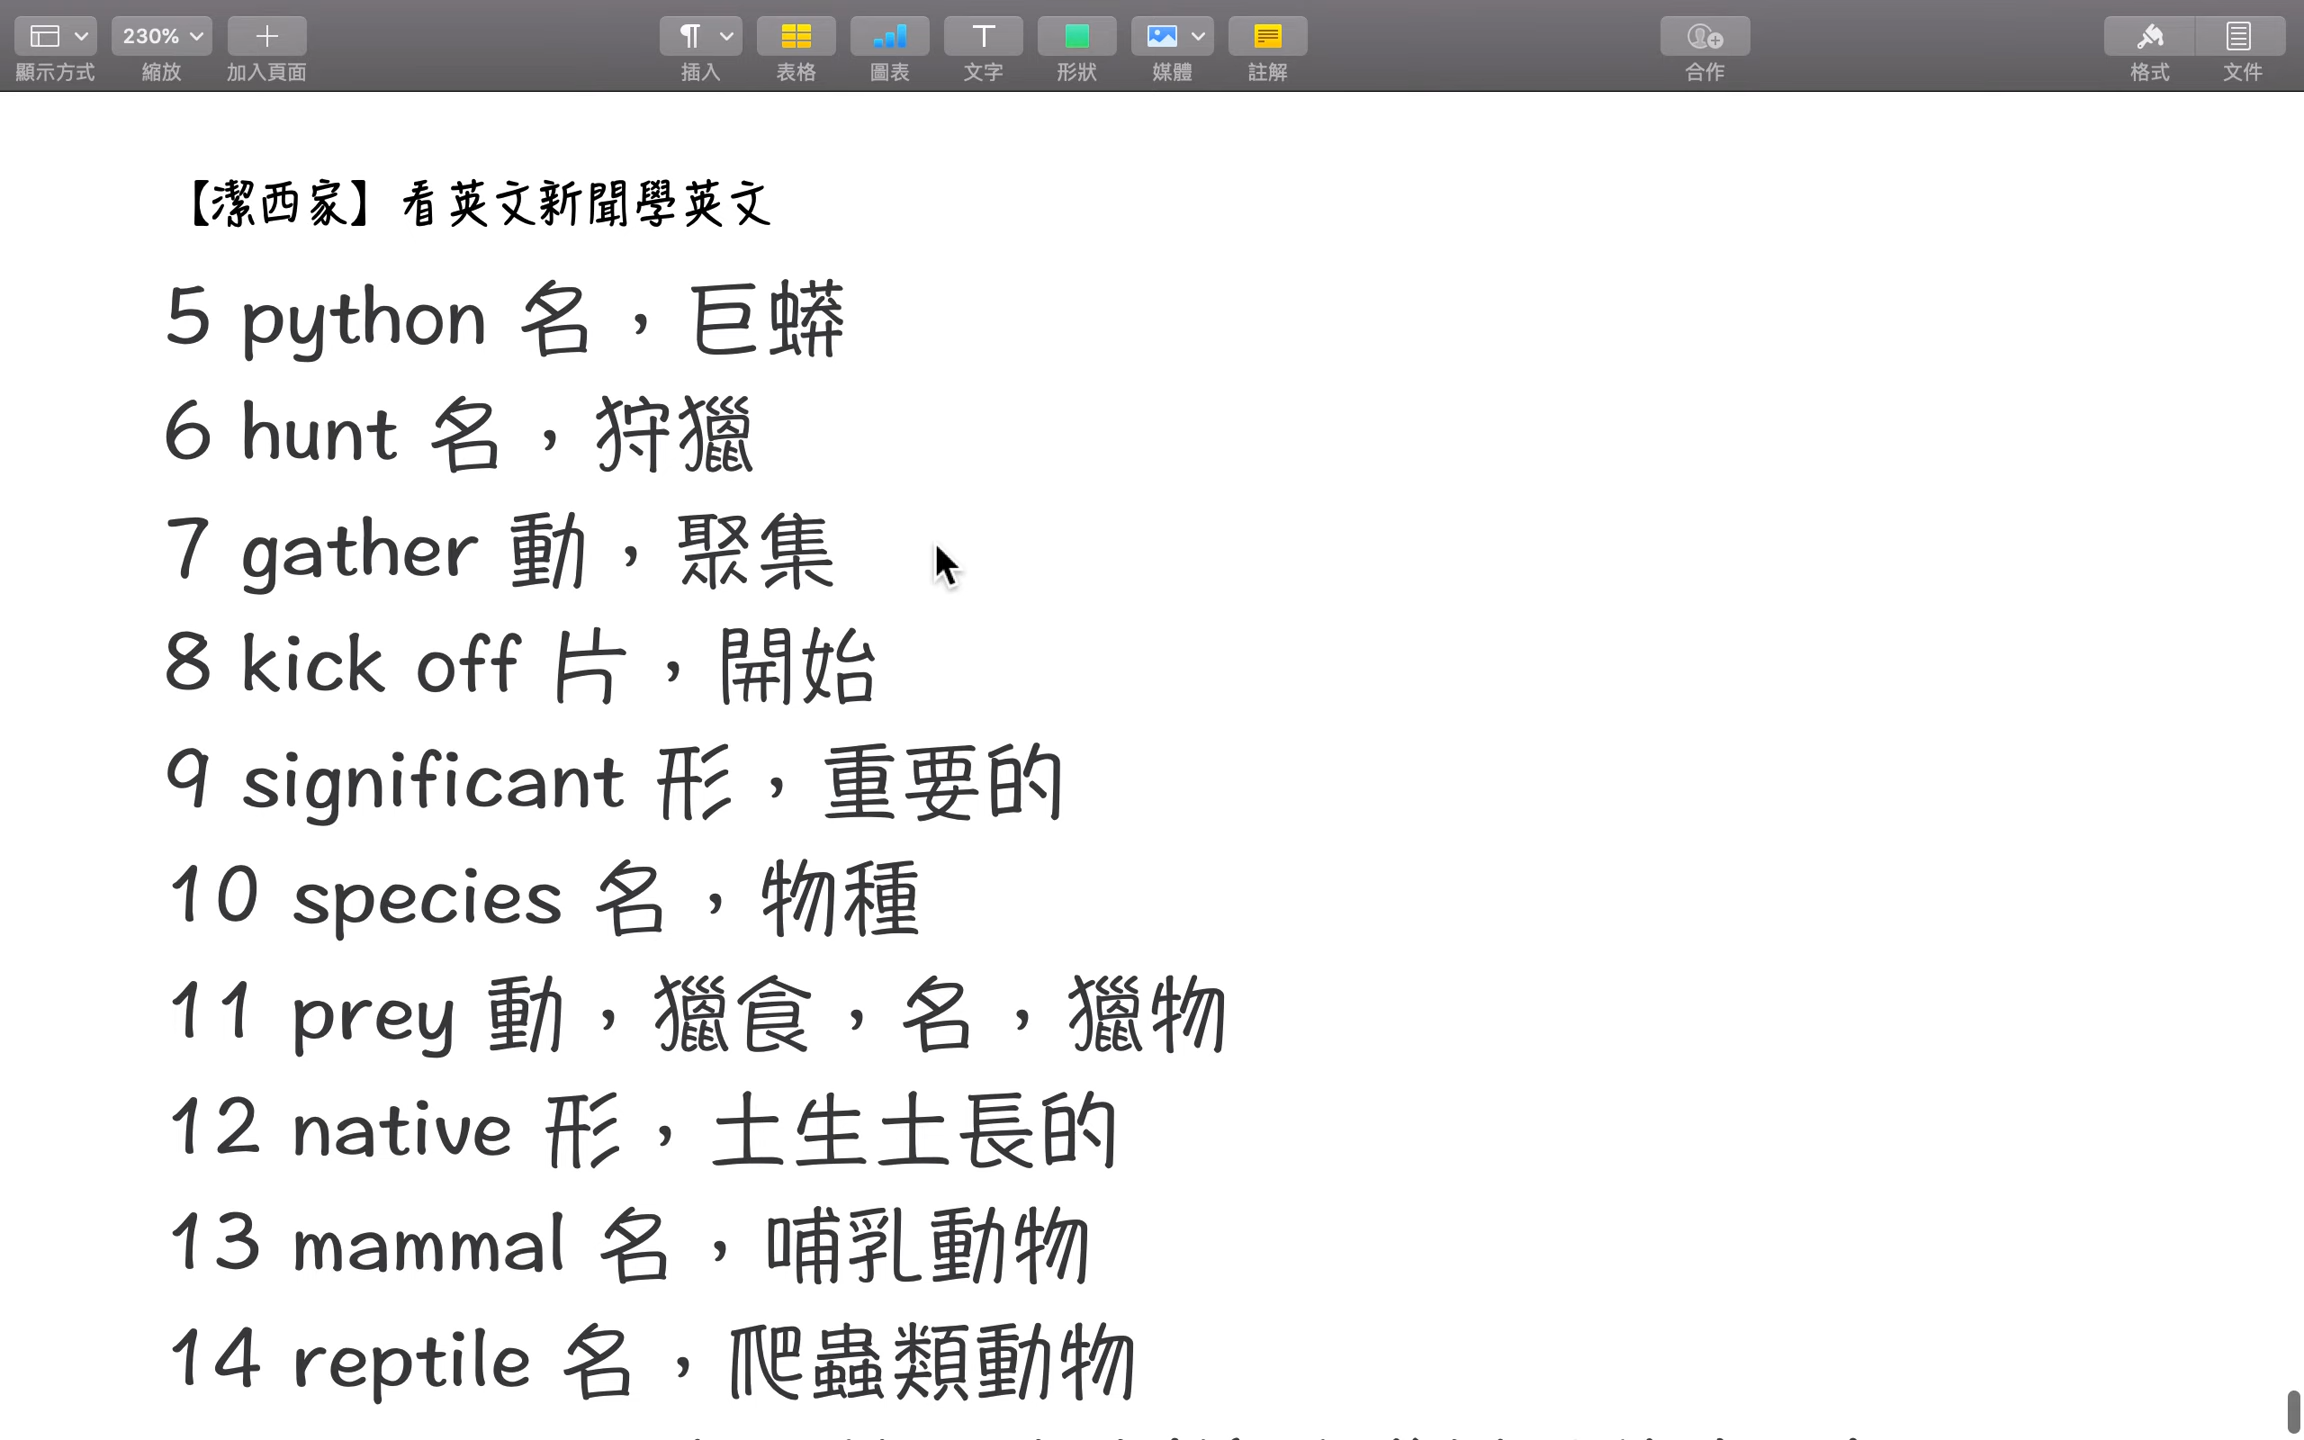 230%
顯示方式 縮放 加入頁面 插入 表格 圖表 文字 形狀 媒體 註解 合作 格式 文件
【潔西家】看英文新聞學英文
5 python 名，巨蟒
6 hunt 名，狩獵
7 gather 動，聚集
8 kick off 片，開始
9 significant 形，重要的
10 species 名，物種
11 prey 動，獵食，名，獵物
12 native 形，土生土長的
13 mammal 名，哺乳動物
14 reptile 名，爬蟲類動物